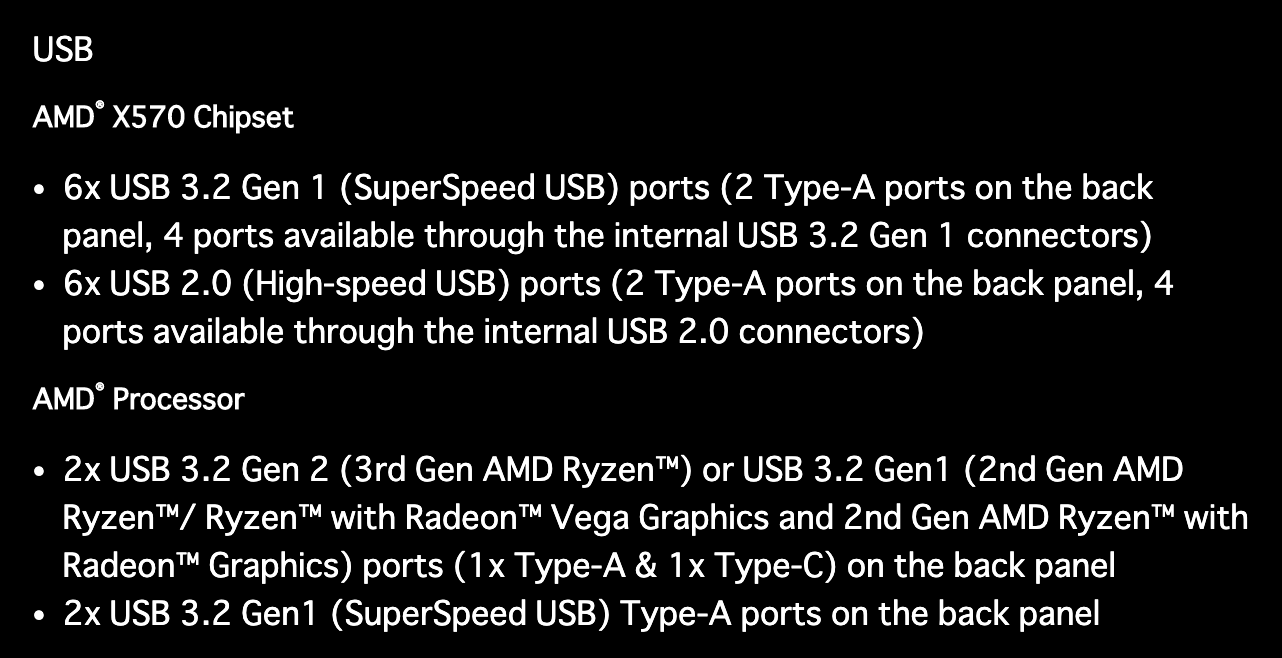 USB
AMD® X570 Chipset
• 6x USB 3.2 Gen 1 (SuperSpeed USB) ports (2 Type-A ports on the back
panel, 4 ports available through the internal USB 3.2 Gen 1 connectors)
• 6x USB 2.0 (High-speed USB) ports (2 Type-A ports on the back panel, 4
ports available through the internal USB 2.0 connectors)
AMD® Processor
• 2x USB 3.2 Gen 2 (3rd Gen AMD Ryzen™) or USB 3.2 Gen1 (2nd Gen AMD
Ryzen™/ Ryzen™ with Radeon™ Vega Graphics and 2nd Gen AMD Ryzen™ with
Radeon™ Graphics) ports (1x Type-A & 1x Type-C) on the back panel
• 2x USB 3.2 Gen1 (SuperSpeed USB) Type-A ports on the back panel